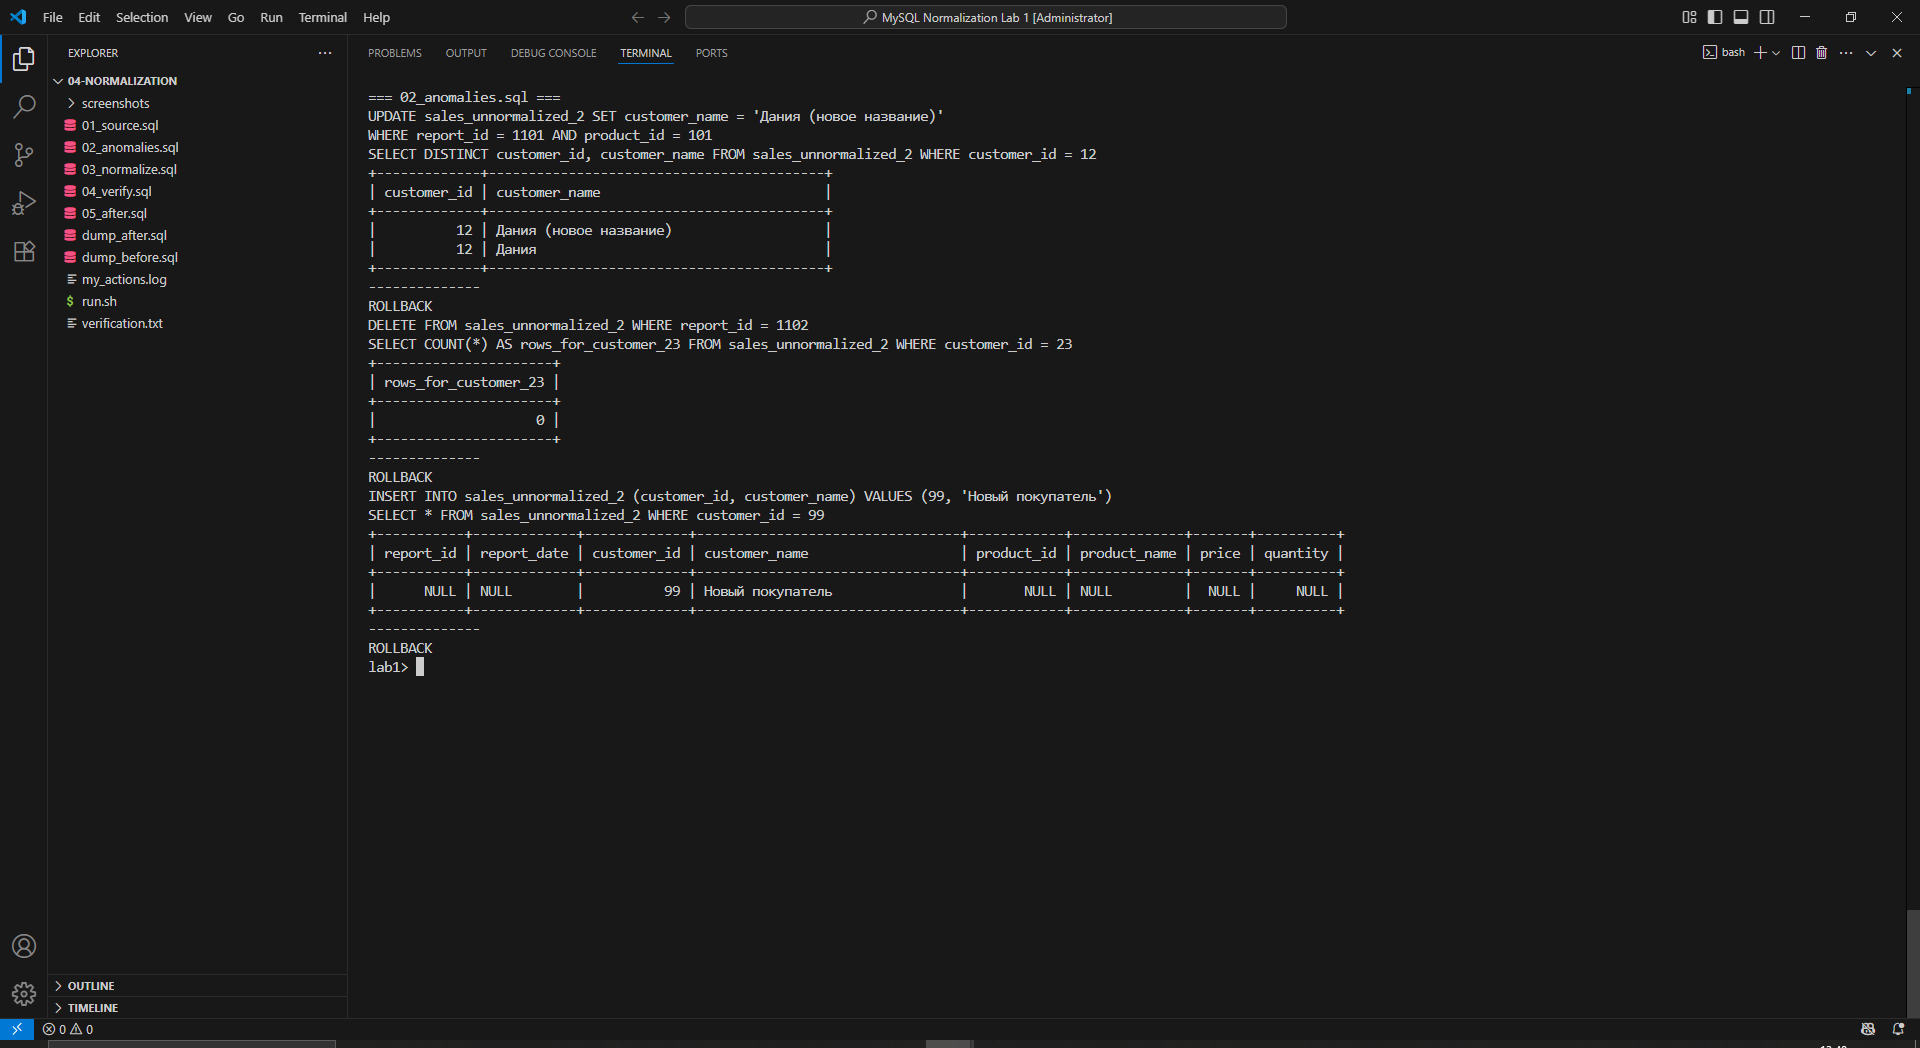 File Edit Selection View Go Run Terminal Help
MySQL Normalization Lab 1 [Administrator]
EXPLORER
04-NORMALIZATION
screenshots
01_source.sql
02_anomalies.sql
03_normalize.sql
04_verify.sql
05_after.sql
dump_after.sql
dump_before.sql
my_actions.log
run.sh
verification.txt
OUTLINE
TIMELINE
PROBLEMS OUTPUT DEBUG CONSOLE TERMINAL PORTS
bash
=== 02_anomalies.sql ===
UPDATE sales_unnormalized_2 SET customer_name = 'Дания (новое название)'
WHERE report_id = 1101 AND product_id = 101
SELECT DISTINCT customer_id, customer_name FROM sales_unnormalized_2 WHERE customer_id = 12
+-------------+------------------------------------------+
| customer_id | customer_name                            |
+-------------+------------------------------------------+
|          12 | Дания (новое название)                   |
|          12 | Дания                                    |
+-------------+------------------------------------------+
--------------
ROLLBACK
DELETE FROM sales_unnormalized_2 WHERE report_id = 1102
SELECT COUNT(*) AS rows_for_customer_23 FROM sales_unnormalized_2 WHERE customer_id = 23
+----------------------+
| rows_for_customer_23 |
+----------------------+
|                    0 |
+----------------------+
--------------
ROLLBACK
INSERT INTO sales_unnormalized_2 (customer_id, customer_name) VALUES (99, 'Новый покупатель')
SELECT * FROM sales_unnormalized_2 WHERE customer_id = 99
+-----------+-------------+-------------+---------------------------------+------------+--------------+-------+----------+
| report_id | report_date | customer_id | customer_name                   | product_id | product_name | price | quantity |
+-----------+-------------+-------------+---------------------------------+------------+--------------+-------+----------+
|      NULL | NULL        |          99 | Новый покупатель                |       NULL | NULL         |  NULL |     NULL |
+-----------+-------------+-------------+---------------------------------+------------+--------------+-------+----------+
--------------
ROLLBACK
lab1>
0 0